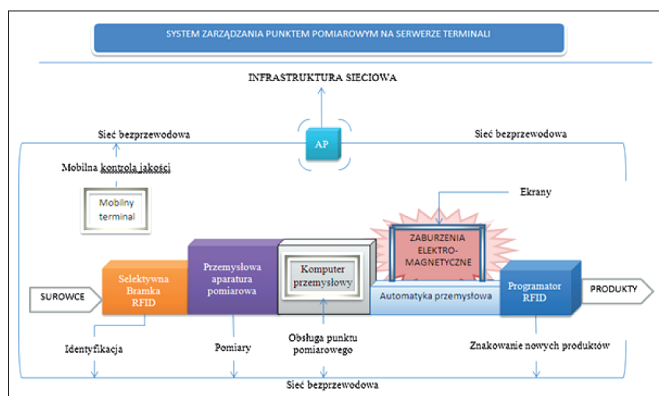 SYSTEM ZARZĄDZANIA PUNKTEM POMIAROWYM NA SERWERZE TERMINALI
INFRASTRUKTURA SIECIOWA
Sieć bezprzewodowa
AP
Sieć bezprzewodowa
Mobilna kontrola jakości
Mobilny
terminal
Ekrany
ZABURZENIA
ELEKTRO-
MAGNETYCZNE
SUROWCE
Selektywna
Bramka
RFID
Przemysłowa
aparatura
pomiarowa
Komputer
przemysłowy
Automatyka przemysłowa
Programator
RFID
PRODUKTY
Identyfikacja
Pomiary
Obsługa punktu
pomiarowego
Znakowanie nowych produktów
Sieć bezprzewodowa